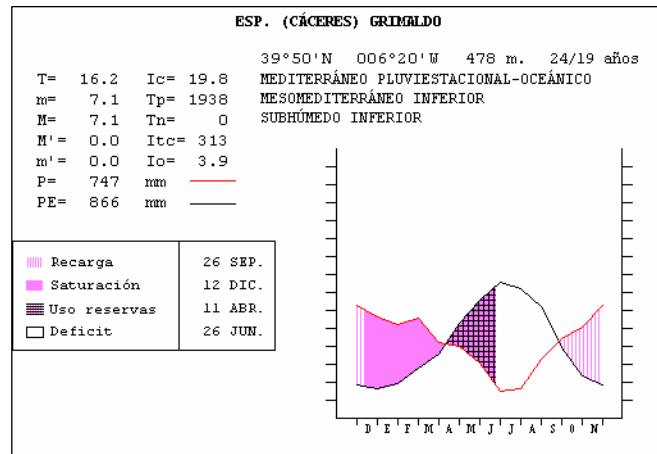 ESP. (CÁCERES) GRIMALDO
39°50'N 006°20'W 478 m. 24/19 años
T= 16.2 Ic= 19.8 MEDITERRÁNEO PLUVIESTACIONAL-OCEÁNICO
m= 7.1 Tp= 1938 MESOMEDITERRÁNEO INFERIOR
M= 7.1 Tn= 0 SUBHÚMEDO INFERIOR
M'= 0.0 Itc= 313
m'= 0.0 Io= 3.9
P= 747 mm
PE= 866 mm
Recarga 26 SEP.
Saturación 12 DIC.
Uso reservas 11 ABR.
Deficit 26 JUN.
D E F M A M J J A S O N